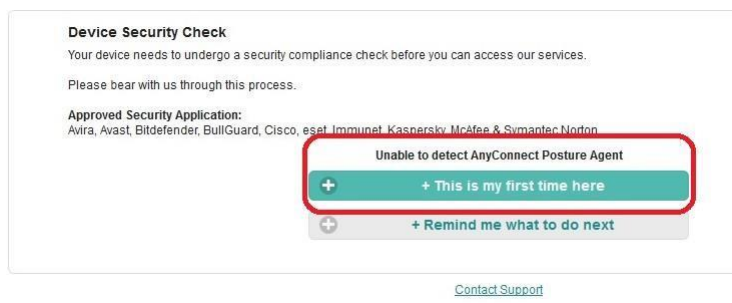 Device Security Check
Your device needs to undergo a security compliance check before you can access our services.
Please bear with us through this process.
Approved Security Application:
Avira, Avast, Bitdefender, BullGuard, Cisco, eset, Immunet, Kaspersky, McAfee & Symantec Norton
Unable to detect AnyConnect Posture Agent
+ This is my first time here
+ Remind me what to do next
Contact Support